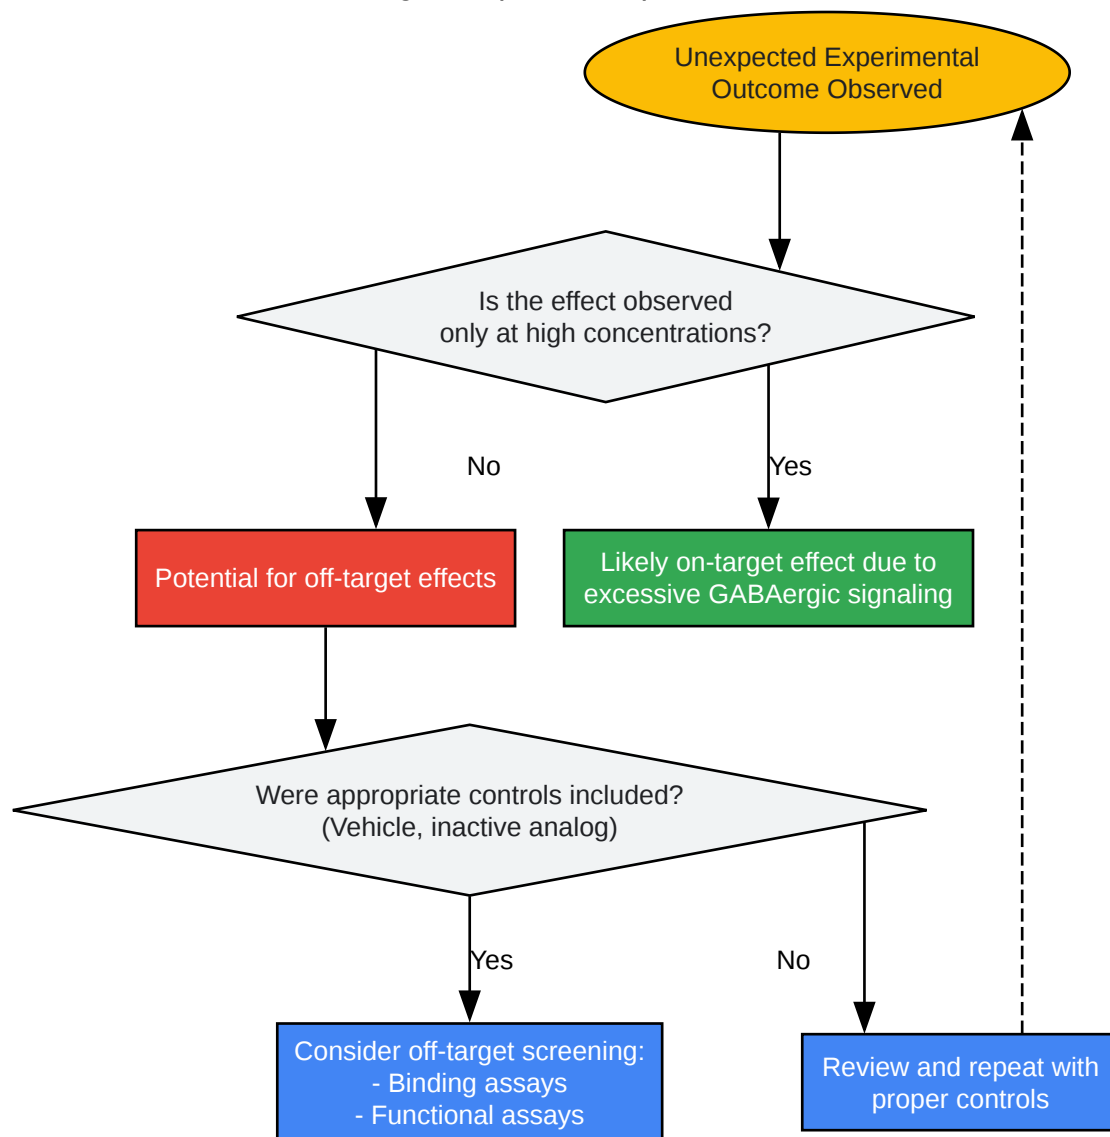 Unexpected Experimental
Outcome Observed
Is the effect observed
only at high concentrations?
No
Yes
Potential for off-target effects
Likely on-target effect due to
excessive GABAergic signaling
Were appropriate controls included?
(Vehicle, inactive analog)
Yes
No
Consider off-target screening:
- Binding assays
- Functional assays
Review and repeat with
proper controls